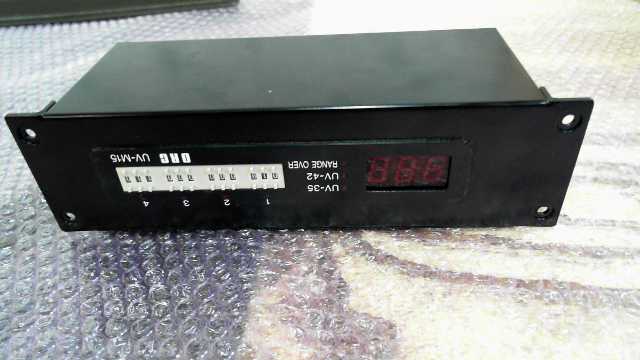 1 2 3 4
UV-35
UV-42
RANGE OVER
ORC UV-M15